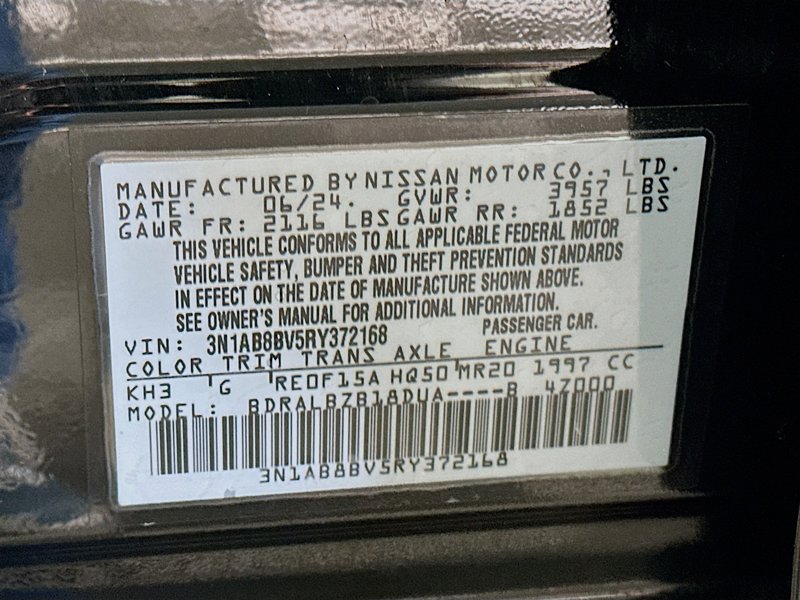 MANUFACTURED BY NISSAN MOTOR CO., LTD.
DATE: 06/24. GVWR: 3957 LBS
GAWR FR: 2116 LBS GAWR RR: 1852 LBS
THIS VEHICLE CONFORMS TO ALL APPLICABLE FEDERAL MOTOR
VEHICLE SAFETY, BUMPER AND THEFT PREVENTION STANDARDS
IN EFFECT ON THE DATE OF MANUFACTURE SHOWN ABOVE.
SEE OWNER'S MANUAL FOR ADDITIONAL INFORMATION.
VIN: 3N1AB8BV5RY372168 PASSENGER CAR.
COLOR TRIM TRANS AXLE ENGINE
KH3 G RE0F15A HQ50 MR20 1997 CC
MODEL: BDRALBZB18DUA----B 4Z000
3N1AB8BV5RY372168